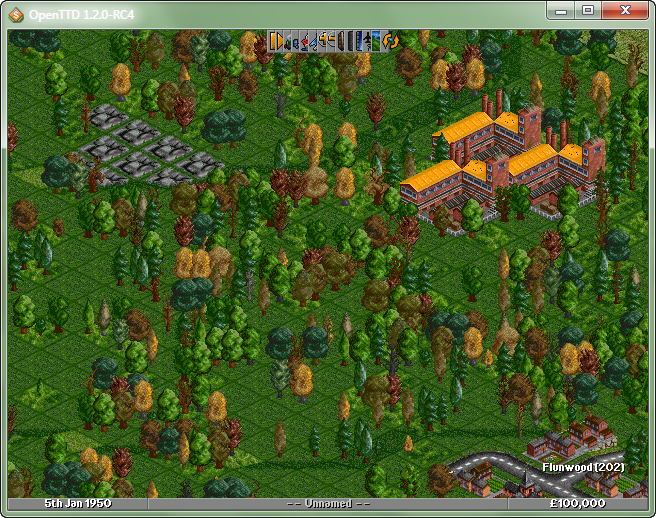 OpenTTD 1.2.0-RC4
Flunwood (202)
5th Jan 1950
-- Unnamed --
£100,000